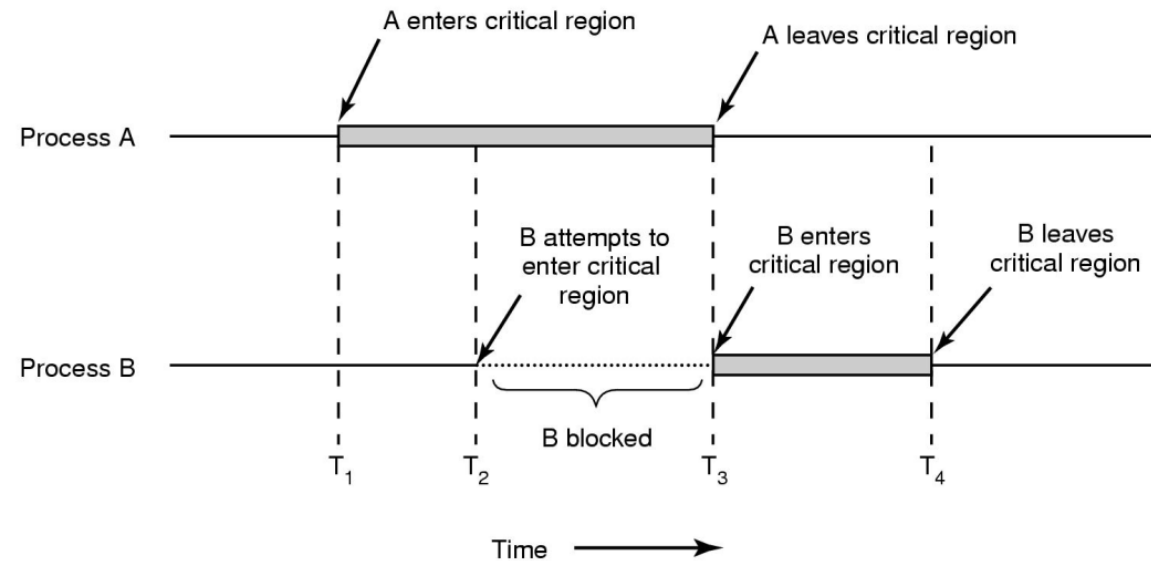 A enters critical region
A leaves critical region
Process A
B attempts to
enter critical
region
B enters
critical region
B leaves
critical region
Process B
B blocked
T1
T2
T3
T4
Time